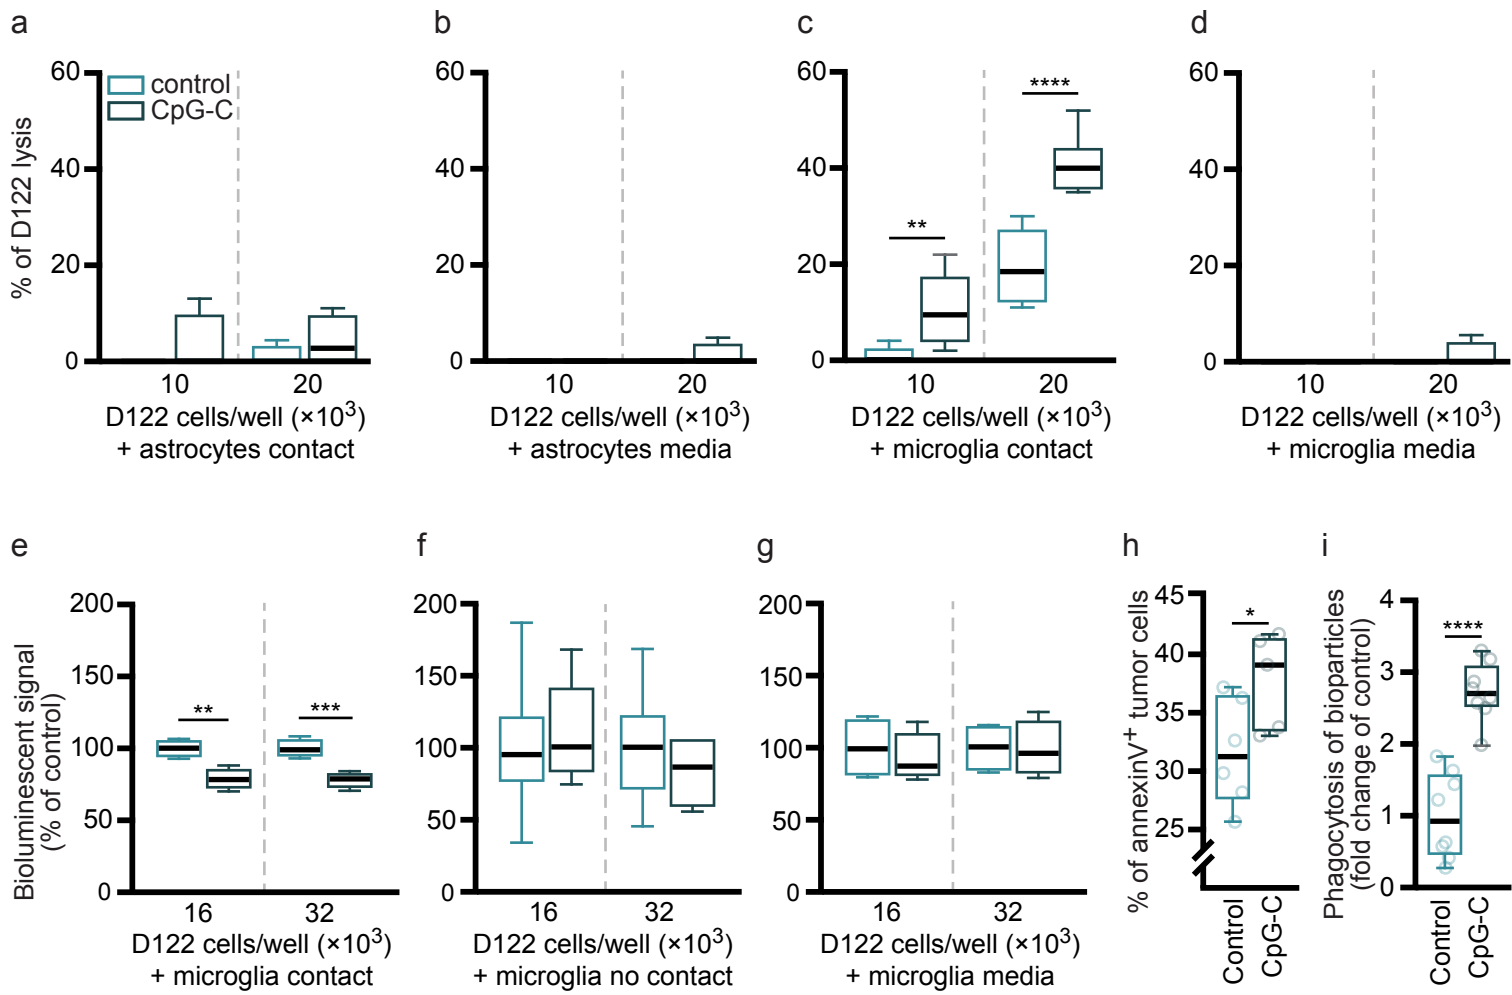 a
b
c
d
% of D122 lysis
60
40
20
0
control
CpG-C
10
20
D122 cells/well (×10³)
+ astrocytes contact
60
40
20
0
10
20
D122 cells/well (×10³)
+ astrocytes media
60
40
20
0
**
****
10
20
D122 cells/well (×10³)
+ microglia contact
60
40
20
0
10
20
D122 cells/well (×10³)
+ microglia media
e
f
g
h
i
Bioluminescent signal
(% of control)
200
150
100
50
0
**
***
16
32
D122 cells/well (×10³)
+ microglia contact
200
150
100
50
0
16
32
D122 cells/well (×10³)
+ microglia no contact
200
150
100
50
0
16
32
D122 cells/well (×10³)
+ microglia media
% of annexinV⁺ tumor cells
45
40
35
30
25
*
Control
CpG-C
Phagocytosis of bioparticles
(fold change of control)
4
3
2
1
0
****
Control
CpG-C